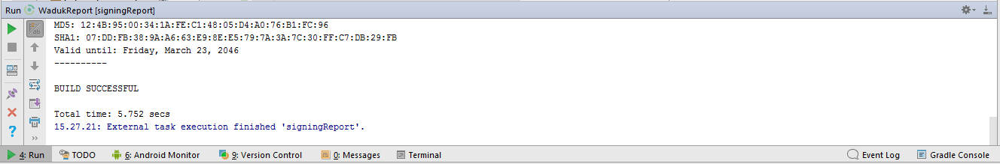 Run WadukReport [signingReport]
MD5: 12:4B:95:00:34:1A:FE:C1:48:05:D4:A0:76:B1:FC:96
SHA1: 07:DD:FB:38:9A:A6:63:E9:8E:E5:79:7A:3A:7C:30:FF:C7:DB:29:FB
Valid until: Friday, March 23, 2046
----------
BUILD SUCCESSFUL
Total time: 5.752 secs
15.27.21: External task execution finished 'signingReport'.
4: Run TODO 6: Android Monitor 9: Version Control 0: Messages Terminal Event Log Gradle Console